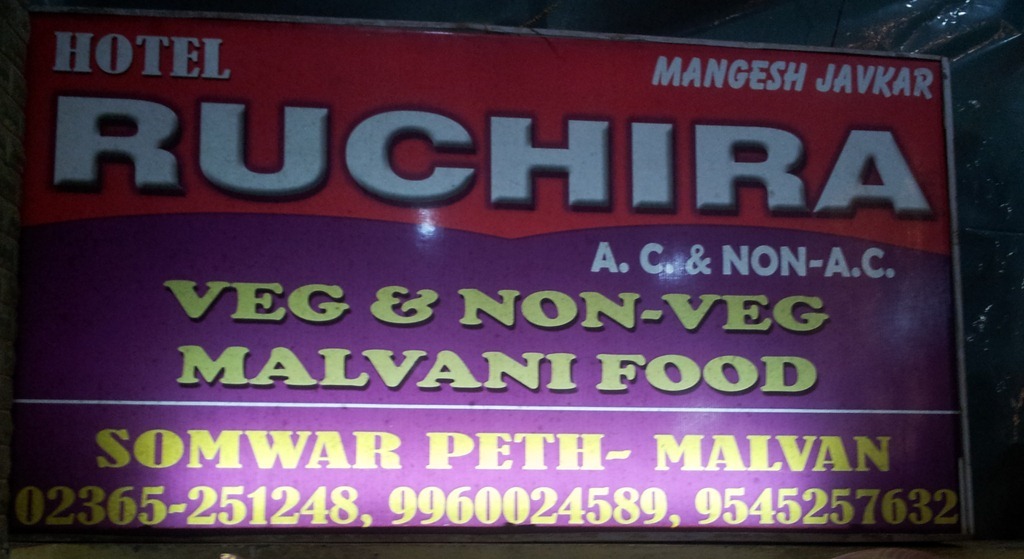 HOTEL
MANGESH JAVKAR
RUCHIRA
A. C. & NON-A.C.
VEG & NON-VEG
MALVANI FOOD
SOMWAR PETH- MALVAN
02365-251248, 9960024589, 9545257632